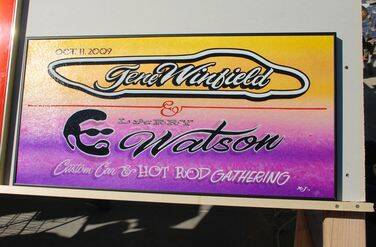 OCT. 11, 2009
Gene Winfield
&
LARRY
Watson
Custom Car & HOT ROD GATHERING